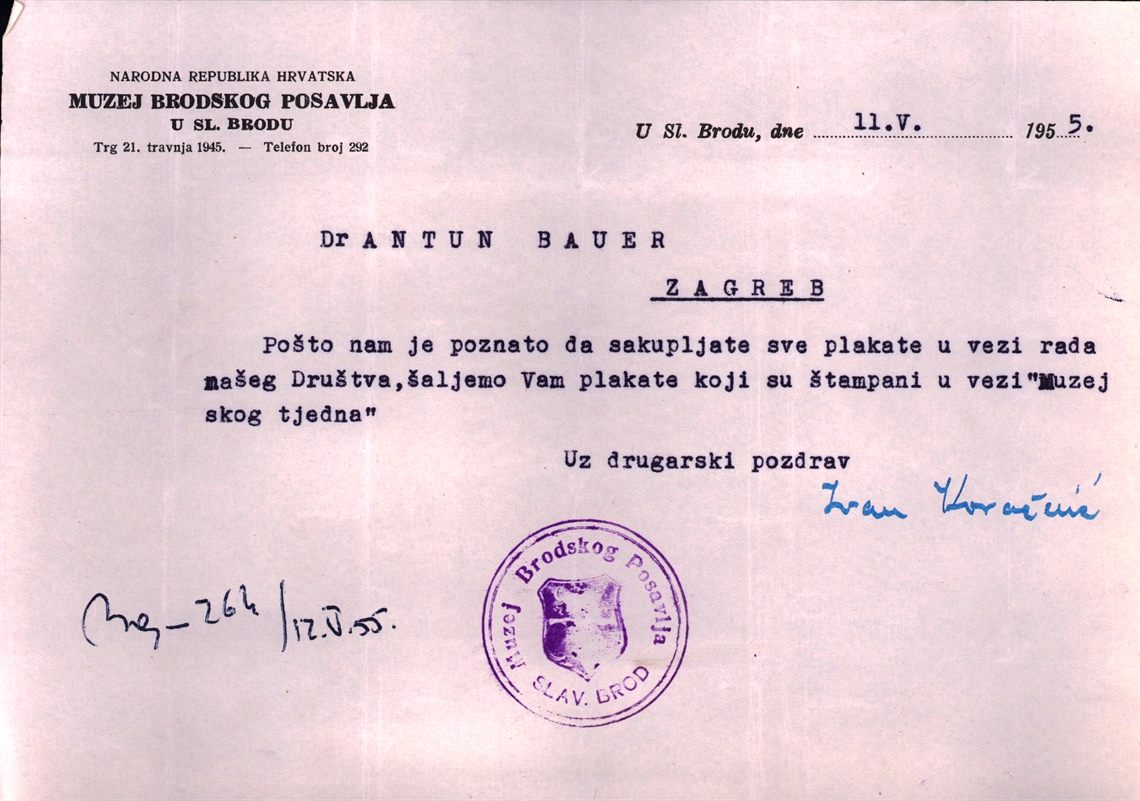 NARODNA REPUBLIKA HRVATSKA
MUZEJ BRODSKOG POSAVLJA
U SL. BRODU
Trg 21. travnja 1945. — Telefon broj 292
U Sl. Brodu, dne 11.V. 1955.
Dr ANTUN BAUER
ZAGREB
Pošto nam je poznato da sakupljate sve plakate u vezi rada
našeg Društva,šaljemo Vam plakate koji su štampani u vezi"Muzej
skog tjedna"
Uz drugarski pozdrav
Ivan
Muzej Brodskog Posavlja
SLAV. BROD
264/12.V.55.